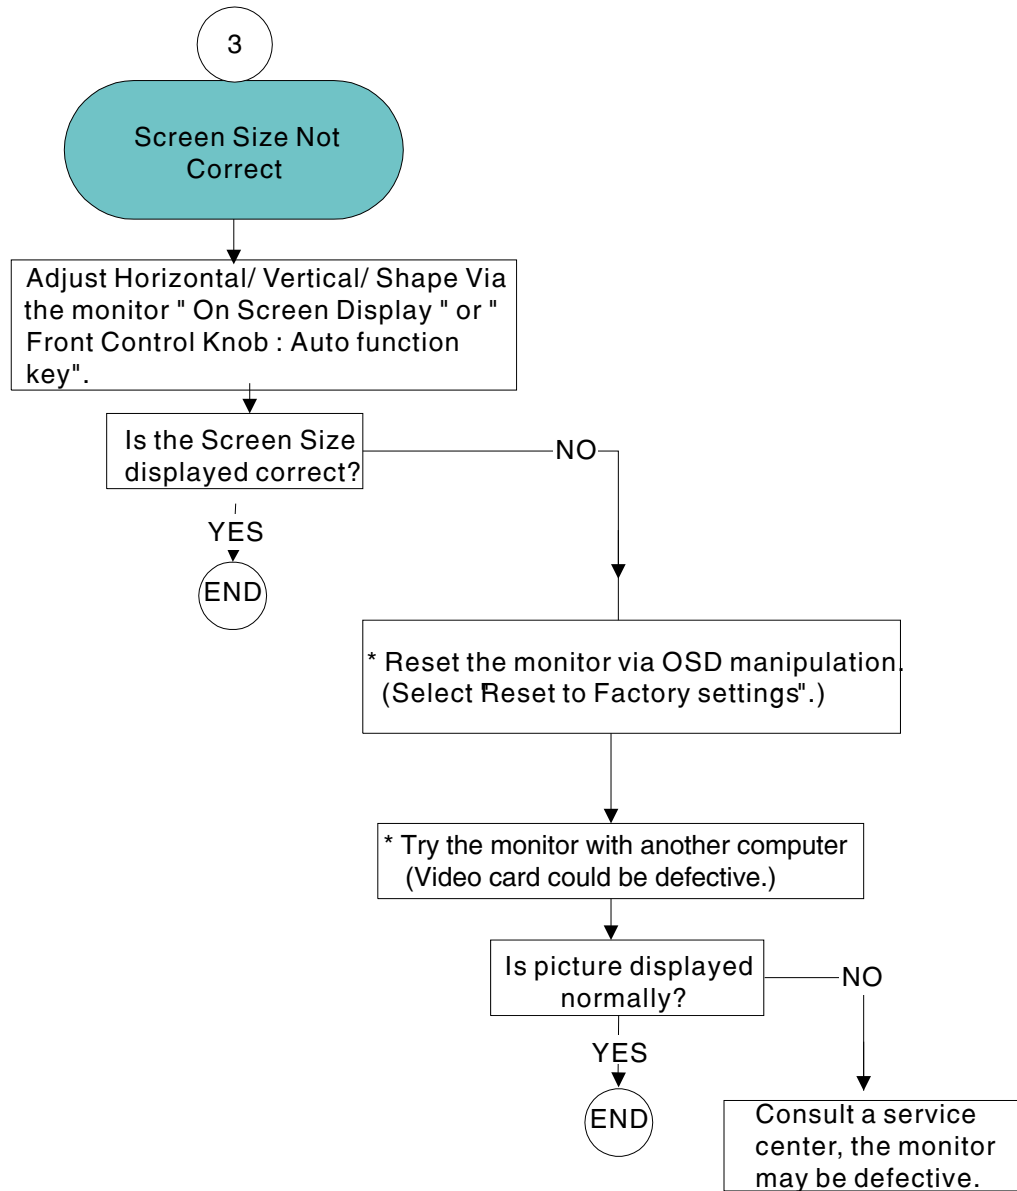 3
Screen Size Not
Correct
Adjust Horizontal/ Vertical/ Shape Via
the monitor " On Screen Display " or "
Front Control Knob : Auto function
key".
Is the Screen Size
displayed correct?
NO
YES
END
* Reset the monitor via OSD manipulation.
(Select "Reset to Factory settings".)
* Try the monitor with another computer
(Video card could be defective.)
Is picture displayed
normally?
NO
YES
END
Consult a service
center, the monitor
may be defective.